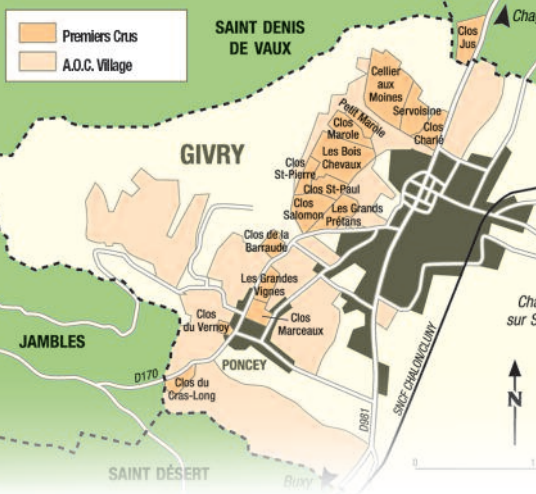 Premiers Crus
A.O.C. Village
SAINT DENIS
DE VAUX
Clos
Jus
Cellier
aux
Moines
Servoisine
Clos
Charlé
Petit Marole
Clos
Marole
Les Bois
Chevaux
GIVRY
Clos
St-Pierre
Clos St-Paul
Clos
Salomon
Les Grands
Prétans
Clos de la
Barraude
Les Grandes
Vignes
Clos
du Vernoy
Clos
Marceaux
JAMBLES
PONCEY
D170
Clos du
Cras-Long
SNCF CHALON/CLUNY
D981
N
SAINT DÉSERT
Buxy
0